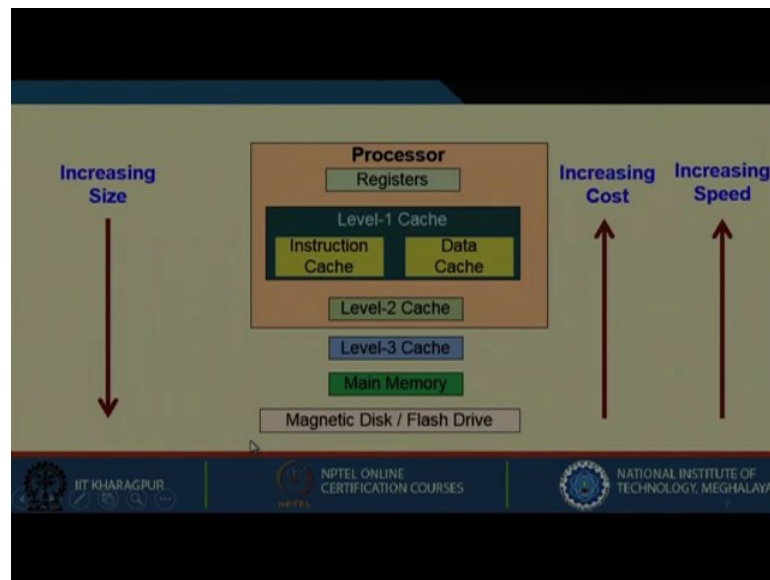 Increasing
Size
Processor
Registers
Level-1 Cache
Instruction
Cache
Data
Cache
Level-2 Cache
Level-3 Cache
Main Memory
Magnetic Disk / Flash Drive
Increasing
Cost
Increasing
Speed
IIT KHARAGPUR
NPTEL
NPTEL ONLINE
CERTIFICATION COURSES
NATIONAL INSTITUTE OF
TECHNOLOGY, MEGHALAYA
7